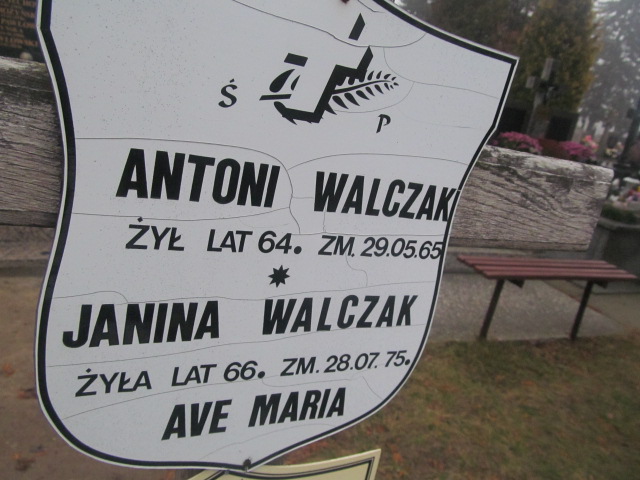 Ś P
ANTONI WALCZAK
ŻYŁ LAT 64. ZM. 29.05.65
JANINA WALCZAK
ŻYŁA LAT 66. ZM. 28.07.75.
AVE MARIA